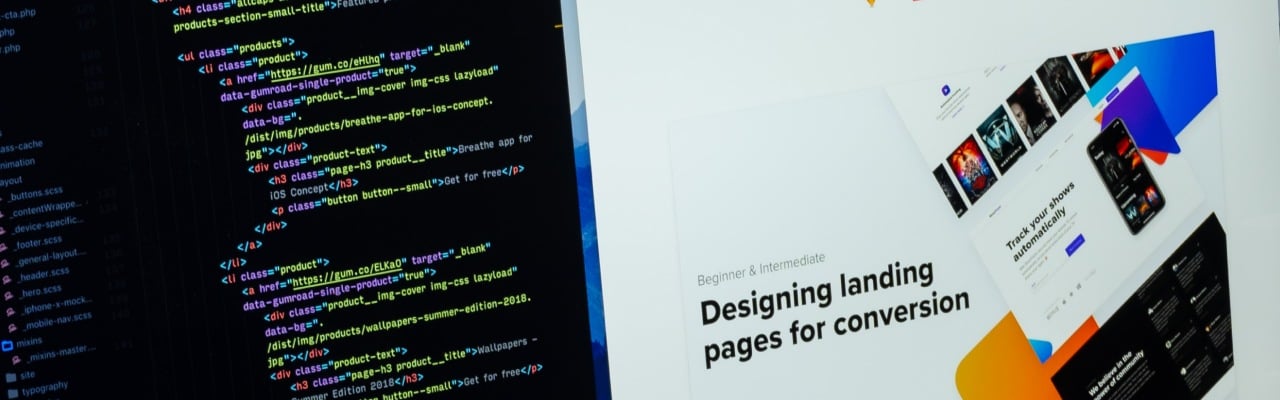 -cta.php
.php
r.php
ass-cache
nimation
ayout
_buttons.scss
_contentWrappe...
_device-specific...
_footer.scss
_general-layout...
_header.scss
_hero.scss
_iphone-x-mock...
_mobile-nav.scss
mixins
_mixins-master...
site
typography
<h4 class="allcaps
products-section-small-title">Featured
<ul class="products">
<li class="product">
<a href="https://gum.co/eHlhq" target="_blank"
data-gumroad-single-product="true">
<div class="product__img-cover img-css lazyload"
data-bg=".
/dist/img/products/breathe-app-for-ios-concept.
jpg"></div>
<div class="product-text">
<h3 class="page-h3 product__title">Breathe app for
iOS Concept</h3>
<p class="button button--small">Get for free</p>
</div>
</a>
</li>
<li class="product">
<a href="https://gum.co/ELKaO" target="_blank"
data-gumroad-single-product="true">
<div class="product__img-cover img-css lazyload"
data-bg=".
/dist/img/products/wallpapers-summer-edition-2018.
jpg"></div>
<div class="product-text">
<h3 class="page-h3 product__title">Wallpapers –
Summer Edition 2018</h3>
button--small">Get for free</p>
Beginner & Intermediate
Designing landing
pages for conversion
Track your shows
automatically
We believe in the
power of community